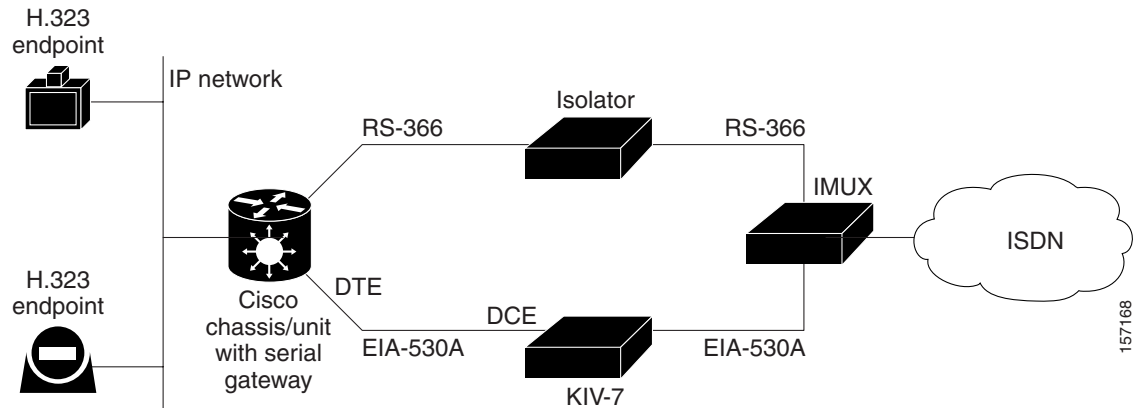 H.323
endpoint
IP network
Isolator
RS-366
RS-366
IMUX
ISDN
H.323
endpoint
DTE
Cisco
chassis/unit
with serial
gateway
DCE
EIA-530A
EIA-530A
KIV-7
157168